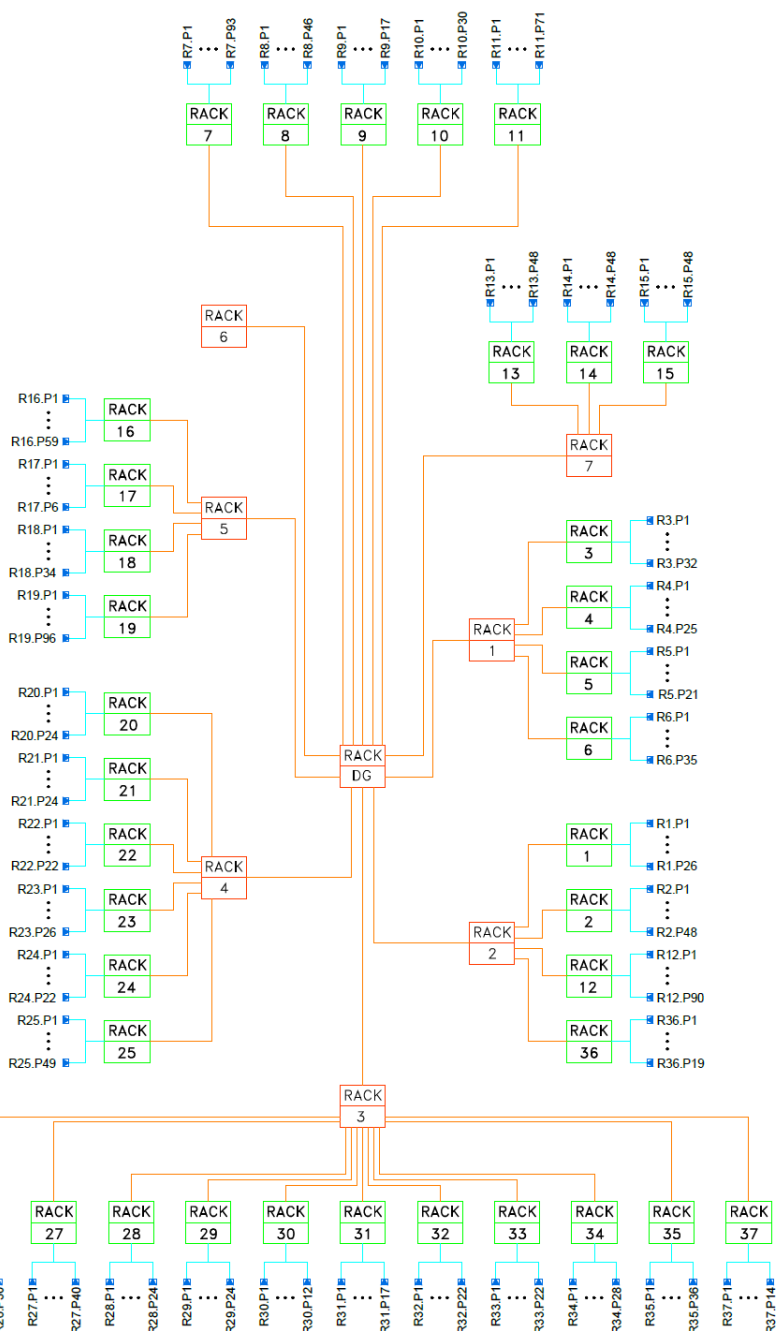 R7.P1 ... R7.P93
R8.P1 ... R8.P46
R9.P1 ... R9.P17
R10.P1 ... R10.P30
R11.P1 ... R11.P71
RACK
7
RACK
8
RACK
9
RACK
10
RACK
11
R13.P1 ... R13.P48
R14.P1 ... R14.P48
R15.P1 ... R15.P48
RACK
13
RACK
14
RACK
15
RACK
6
RACK
7
R16.P1
R16.P59
RACK
16
R17.P1
R17.P6
RACK
17
R18.P1
R18.P34
RACK
18
R19.P1
R19.P96
RACK
19
RACK
5
RACK
3
R3.P1
R3.P32
RACK
4
R4.P1
R4.P25
RACK
5
R5.P1
R5.P21
RACK
6
R6.P1
R6.P35
RACK
1
RACK
DG
R20.P1
R20.P24
RACK
20
R21.P1
R21.P24
RACK
21
R22.P1
R22.P22
RACK
22
R23.P1
R23.P26
RACK
23
R24.P1
R24.P22
RACK
24
R25.P1
R25.P49
RACK
25
RACK
4
RACK
1
R1.P1
R1.P26
RACK
2
R2.P1
R2.P48
RACK
12
R12.P1
R12.P90
RACK
36
R36.P1
R36.P19
RACK
2
RACK
3
RACK
27
RACK
28
RACK
29
RACK
30
RACK
31
RACK
32
RACK
33
RACK
34
RACK
35
RACK
37
R27.P1 ... R27.P40
R28.P1 ... R28.P24
R29.P1 ... R29.P24
R30.P1 ... R30.P12
R31.P1 ... R31.P17
R32.P1 ... R32.P22
R33.P1 ... R33.P22
R34.P1 ... R34.P28
R35.P1 ... R35.P36
R37.P1 ... R37.P14